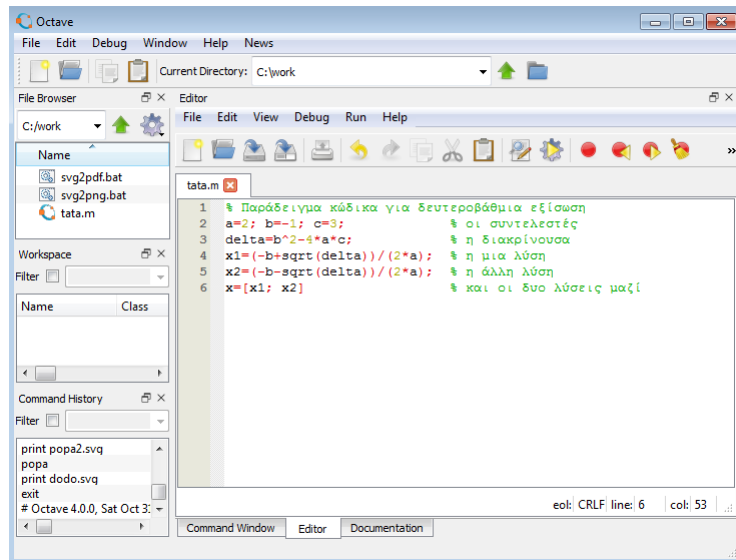 Octave
File Edit Debug Window Help News
Current Directory: C:\work
File Browser
C:/work
Name
svg2pdf.bat
svg2png.bat
tata.m
Workspace
Filter
Name Class
Command History
Filter
print popa2.svg
popa
print dodo.svg
exit
# Octave 4.0.0, Sat Oct
Editor
File Edit View Debug Run Help
»
tata.m
1 % Παράδειγμα κώδικα για δευτεροβάθμια εξίσωση
2 a=2; b=-1; c=3; % οι συντελεστές
3 delta=b^2-4*a*c; % η διακρίνουσα
4 x1=(-b+sqrt(delta))/(2*a); % η μια λύση
5 x2=(-b-sqrt(delta))/(2*a); % η άλλη λύση
6 x=[x1; x2] % και οι δυο λύσεις μαζί
eol: CRLF line: 6 col: 53
Command Window Editor Documentation